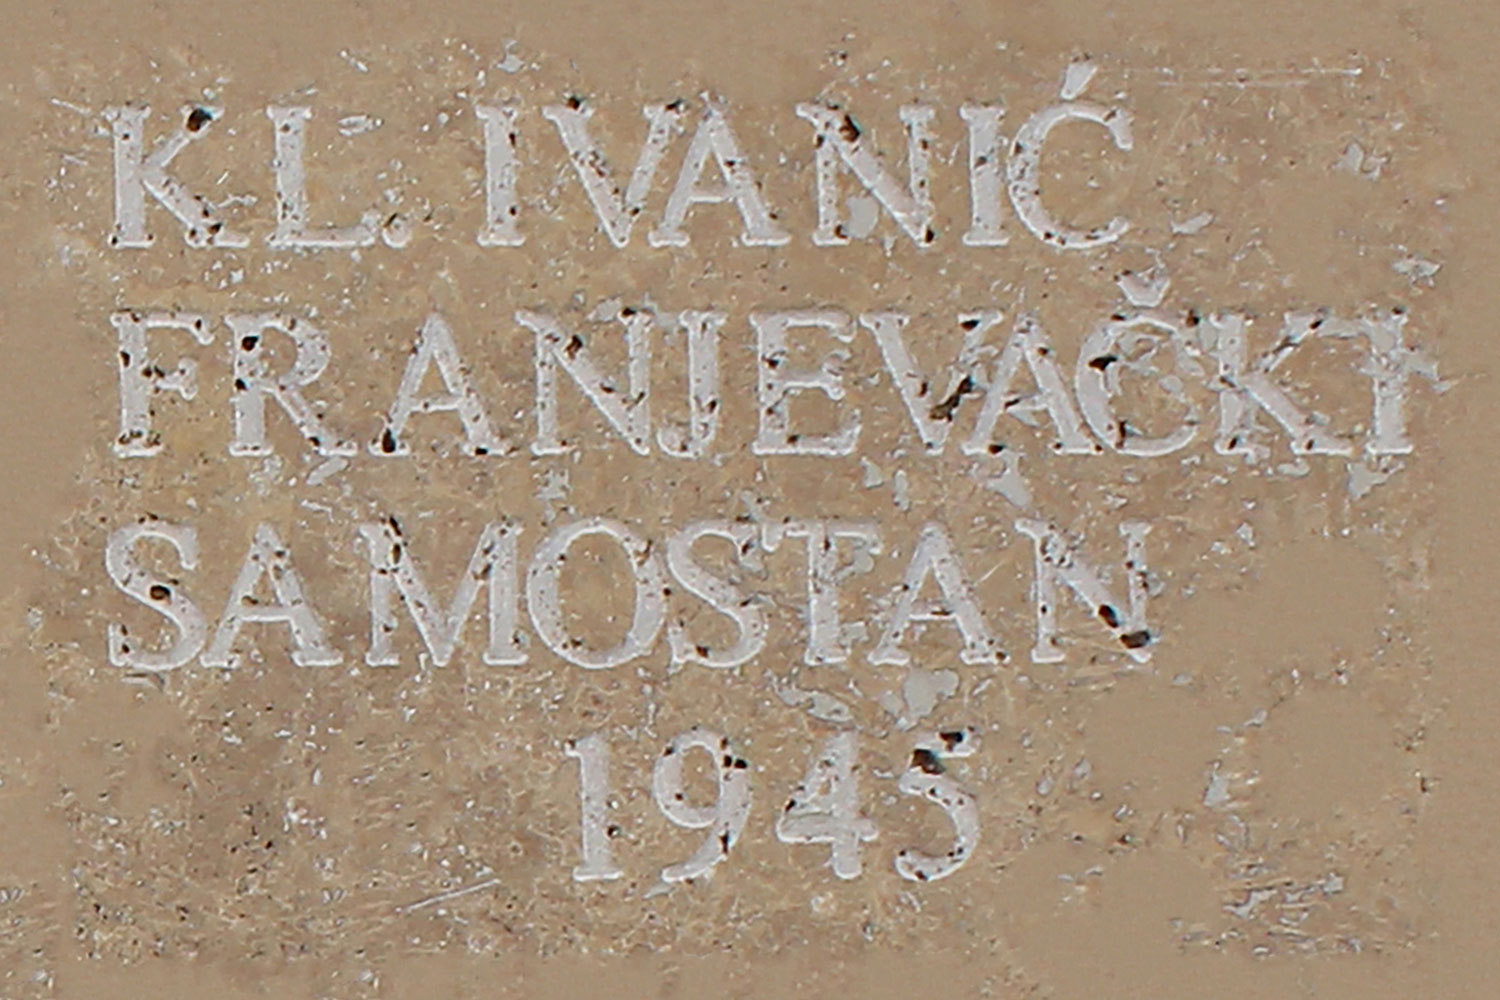 KL. IVANIĆ
FRANJEVAČKI
SAMOSTAN
1945